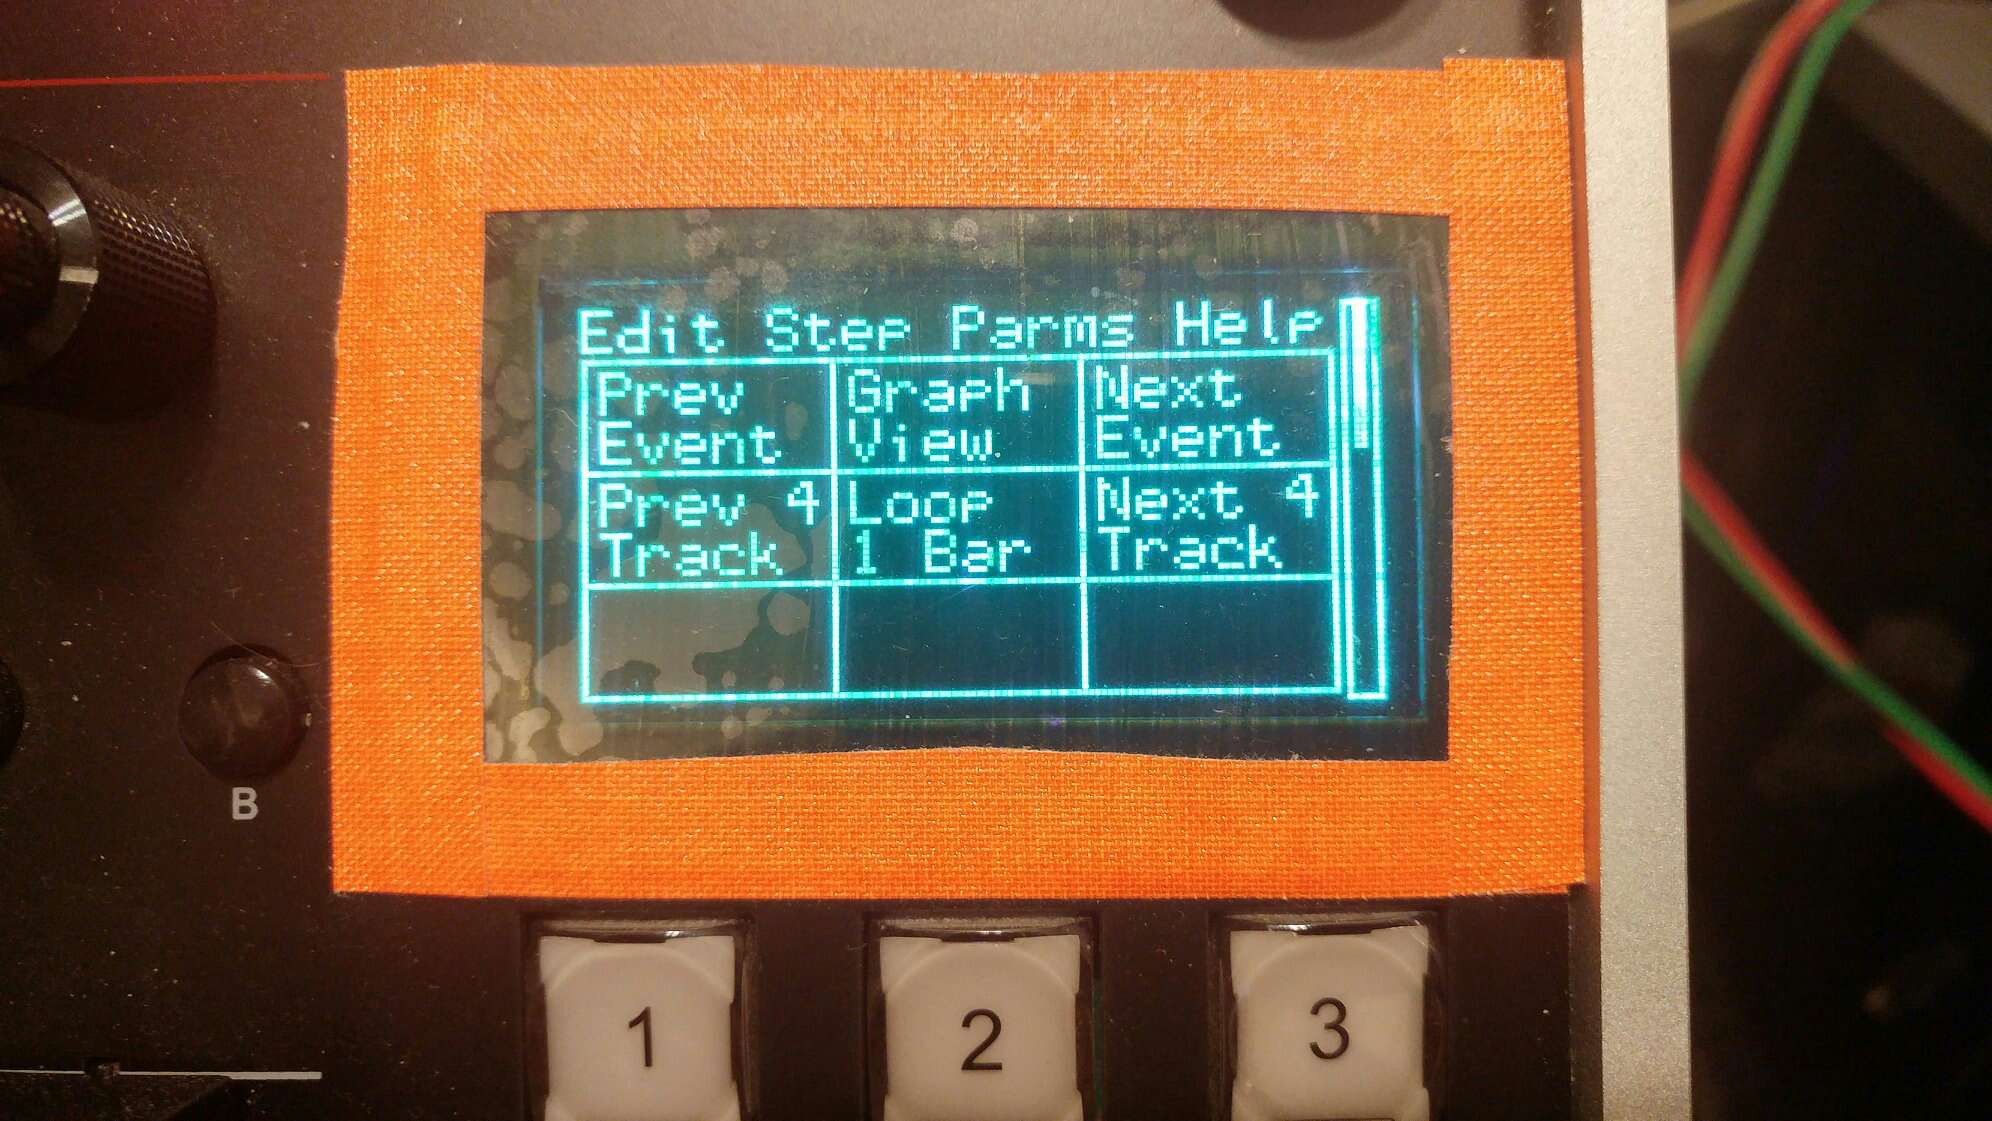 Edit Step Parms Help
Prev Event
Graph View
Next Event
Prev 4 Track
Loop 1 Bar
Next 4 Track
B
1 2 3